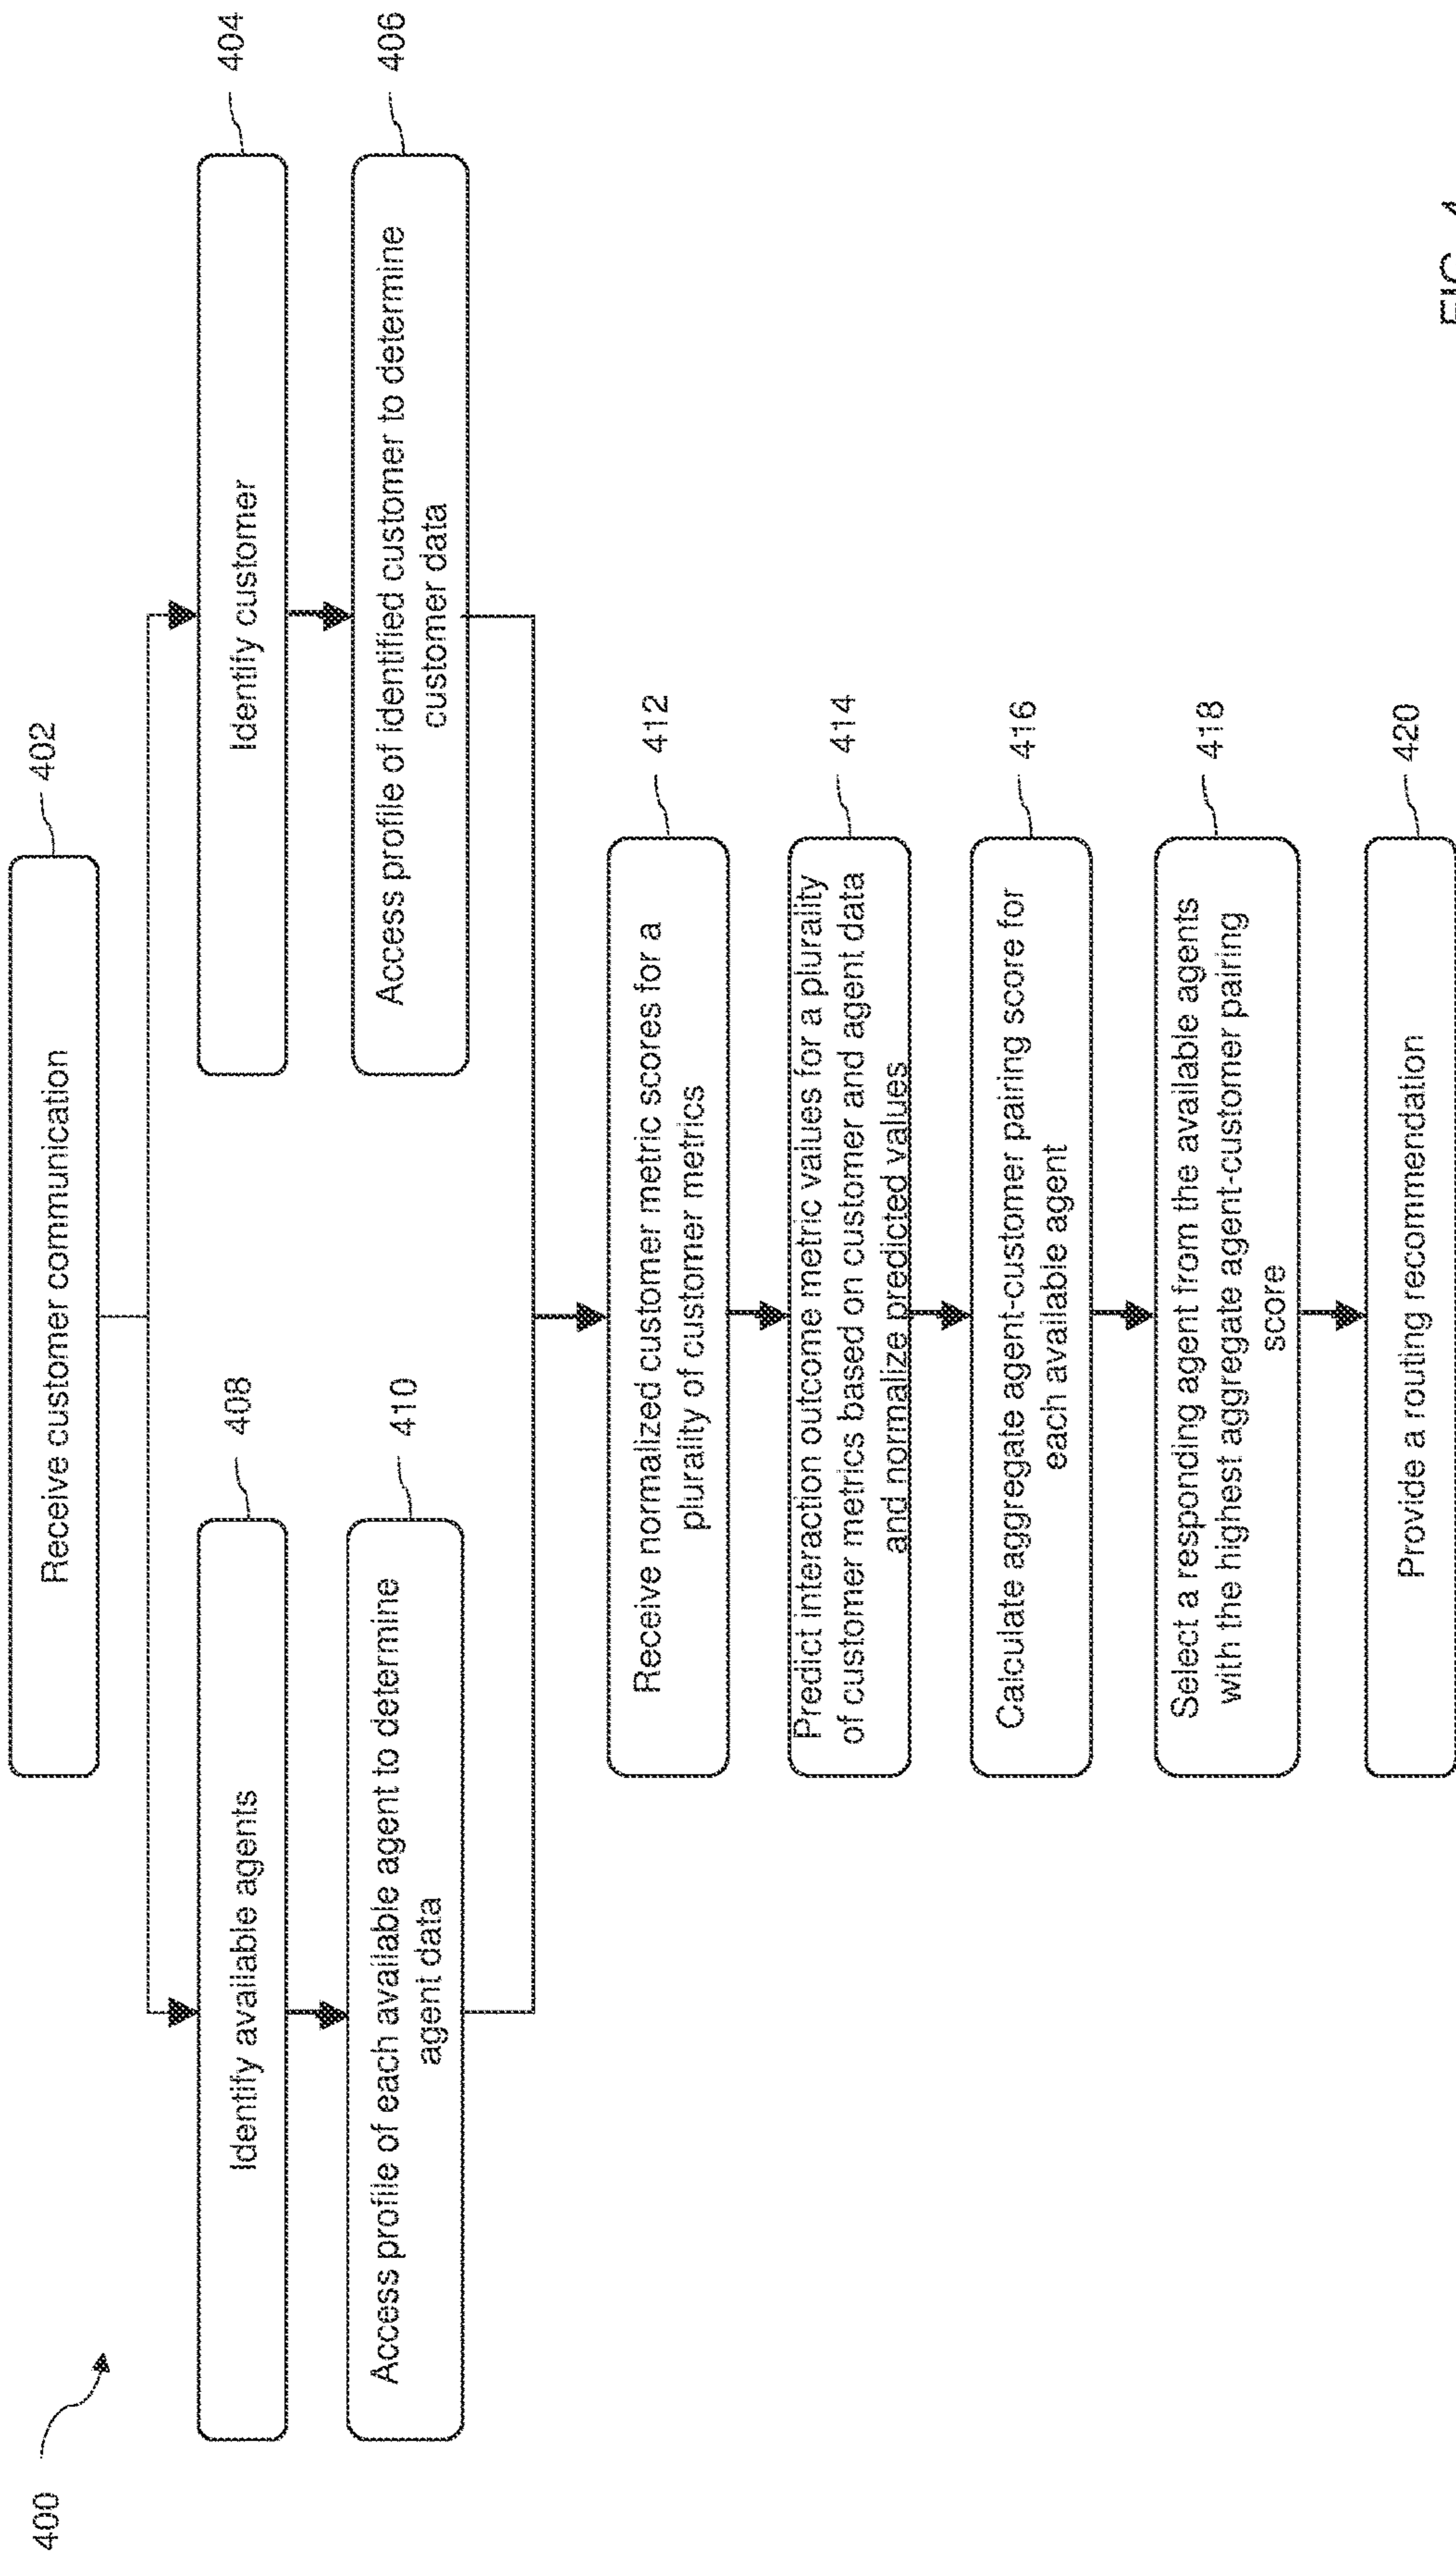 400
Receive customer communication
402
Identify available agents
408
Identify customer
404
Access profile of each available agent to determine
agent data
410
Access profile of identified customer to determine
customer data
406
Receive normalized customer metric scores for a
plurality of customer metrics
412
Predict interaction outcome metric values for a plurality
of customer metrics based on customer and agent data
and normalize predicted values
414
Calculate aggregate agent-customer pairing score for
each available agent
416
Select a responding agent from the available agents
with the highest aggregate agent-customer pairing
score
418
Provide a routing recommendation
420